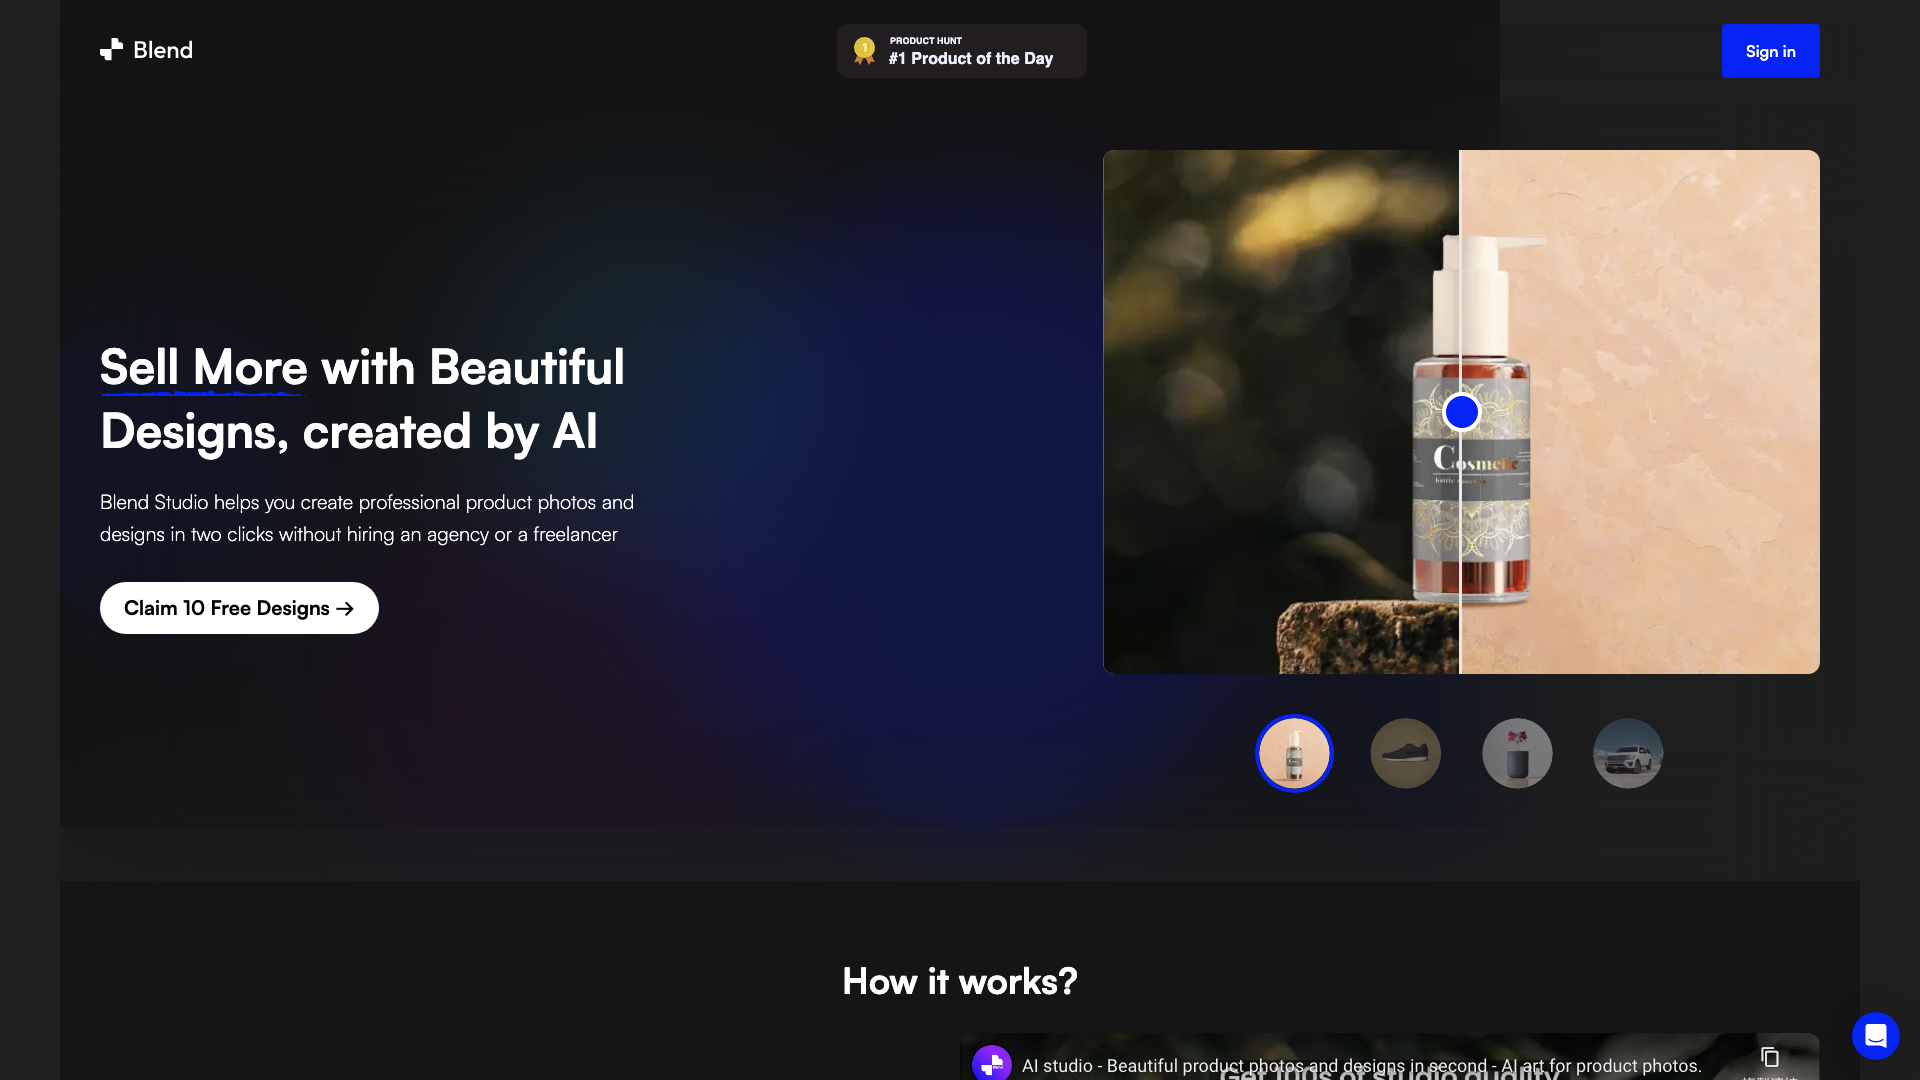 Blend
1
PRODUCT HUNT
#1 Product of the Day
Sign in
Sell More with Beautiful
Designs, created by AI
Blend Studio helps you create professional product photos and
designs in two clicks without hiring an agency or a freelancer
Claim 10 Free Designs →
Cosmetic
bottle
How it works?
AI studio - Beautiful product photos and designs in second - AI art for product photos.
Get 100s of studio quality